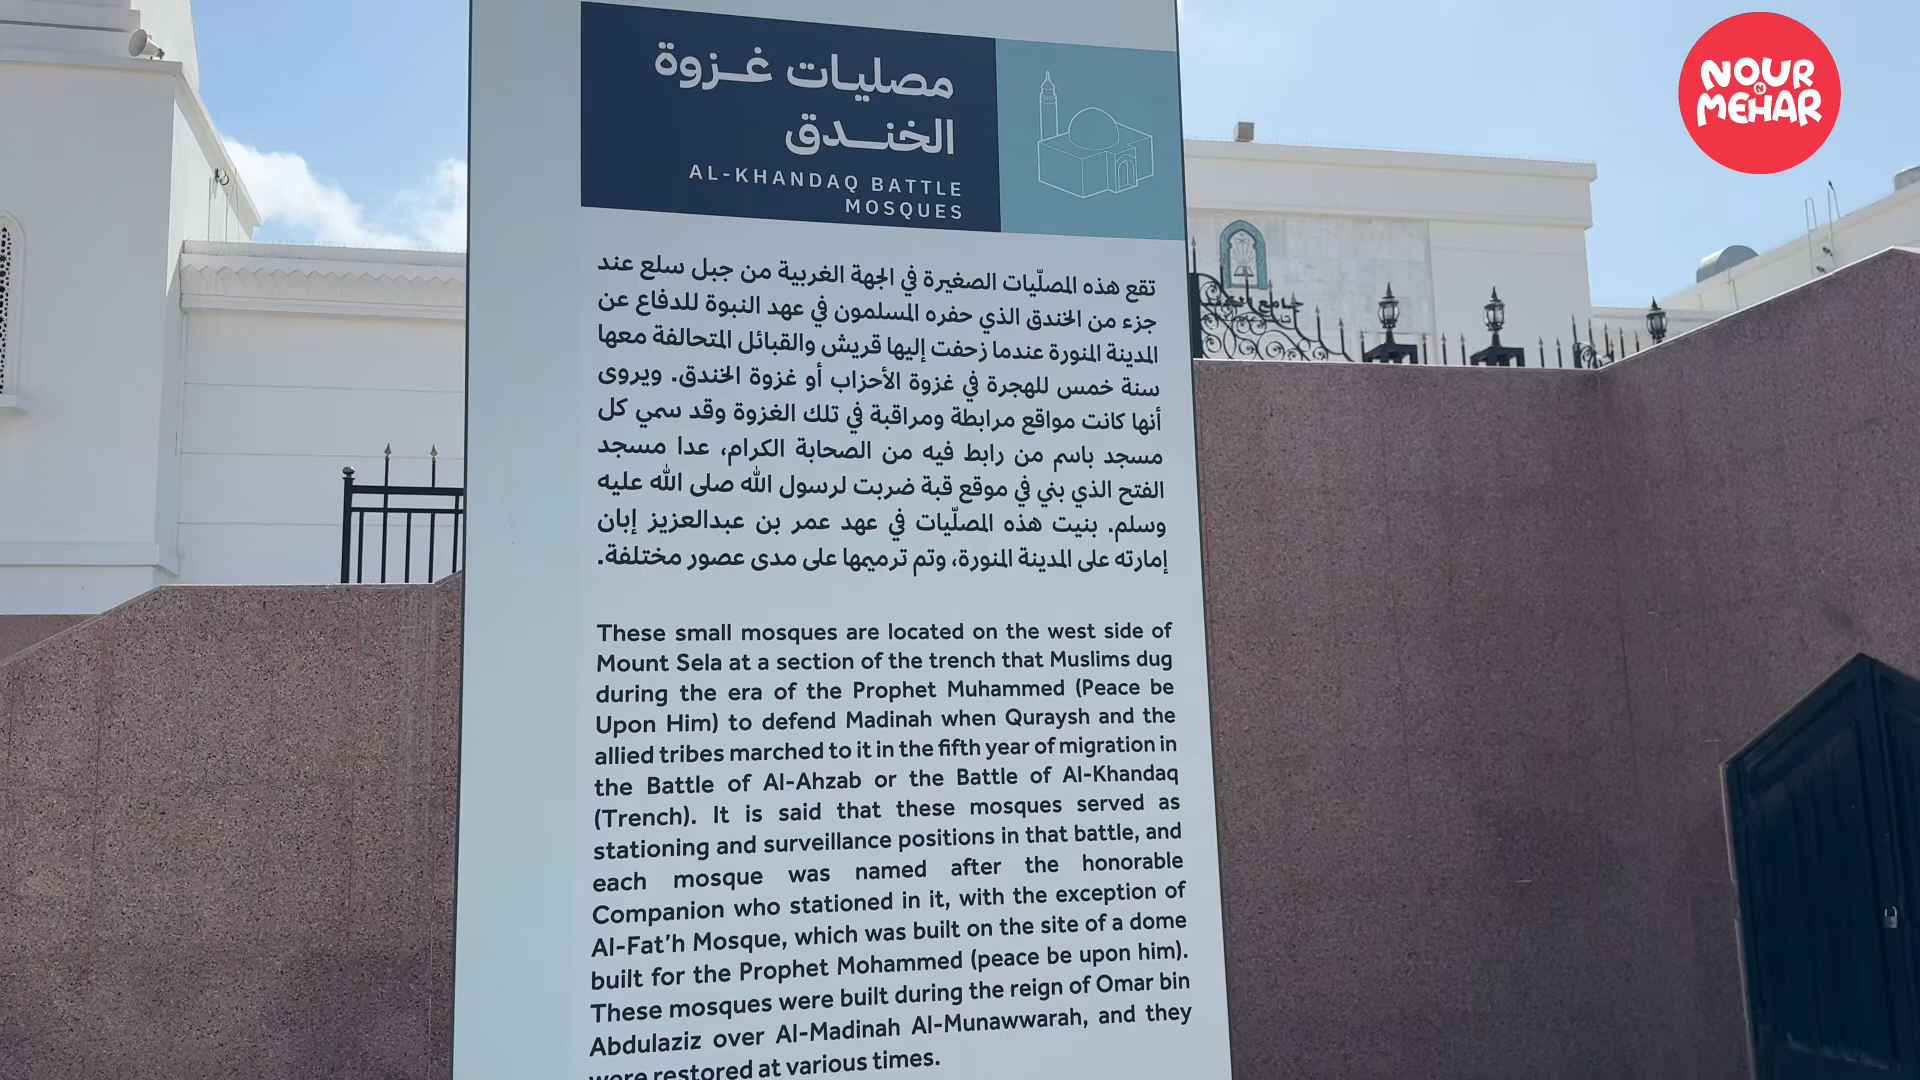 مصليات غزوة
الخندق
AL-KHANDAQ BATTLE
MOSQUES
تقع هذه المصلّيات الصغيرة في الجهة الغربية من جبل سلع عند
جزء من الخندق الذي حفره المسلمون في عهد النبوة للدفاع عن
المدينة المنورة عندما زحفت إليها قريش والقبائل المتحالفة معها
سنة خمس للهجرة في غزوة الأحزاب أو غزوة الخندق. ويروى
أنها كانت مواقع مرابطة ومراقبة في تلك الغزوة وقد سمي كل
مسجد باسم من رابط فيه من الصحابة الكرام، عدا مسجد
الفتح الذي بني في موقع قبة ضربت لرسول الله صلى الله عليه
وسلم. بنيت هذه المصلّيات في عهد عمر بن عبدالعزيز إبان
إمارته على المدينة المنورة، وتم ترميمها على مدى عصور مختلفة.
These small mosques are located on the west side of
Mount Sela at a section of the trench that Muslims dug
during the era of the Prophet Muhammed (Peace be
Upon Him) to defend Madinah when Quraysh and the
allied tribes marched to it in the fifth year of migration in
the Battle of Al-Ahzab or the Battle of Al-Khandaq
(Trench). It is said that these mosques served as
stationing and surveillance positions in that battle, and
each mosque was named after the honorable
Companion who stationed in it, with the exception of
Al-Fat'h Mosque, which was built on the site of a dome
built for the Prophet Mohammed (peace be upon him).
These mosques were built during the reign of Omar bin
Abdulaziz over Al-Madinah Al-Munawwarah, and they
were restored at various times.
NOUR
N
MEHAR